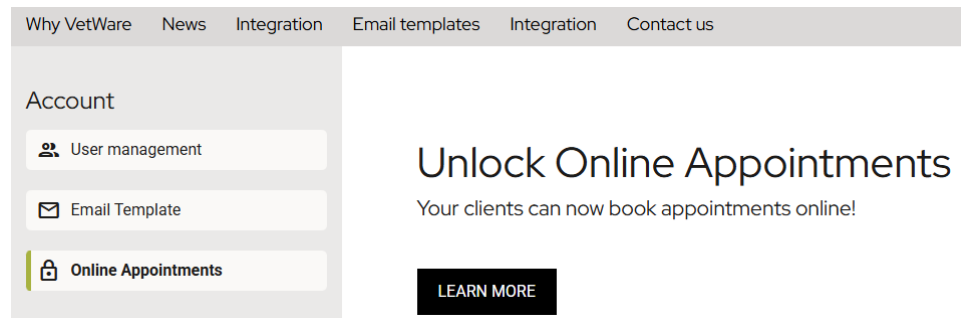 Why VetWare News Integration Email templates Integration Contact us
Account
User management
Email Template
Online Appointments
Unlock Online Appointments
Your clients can now book appointments online!
LEARN MORE